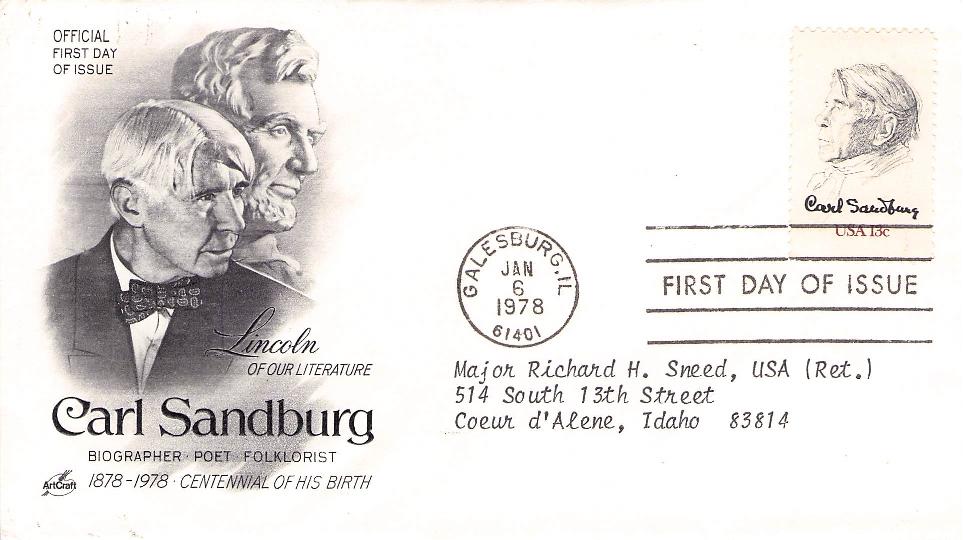 OFFICIAL
FIRST DAY
OF ISSUE
Lincoln
OF OUR LITERATURE
Carl Sandburg
BIOGRAPHER · POET FOLKLORIST
ArtCraft
1878-1978 · CENTENNIAL OF HIS BIRTH
Carl Sandburg
USA 13c
GALESBURG, IL
JAN
6
1978
61401
FIRST DAY OF ISSUE
Major Richard H. Sneed, USA (Ret.)
514 South 13th Street
Coeur d'Alene, Idaho 83814